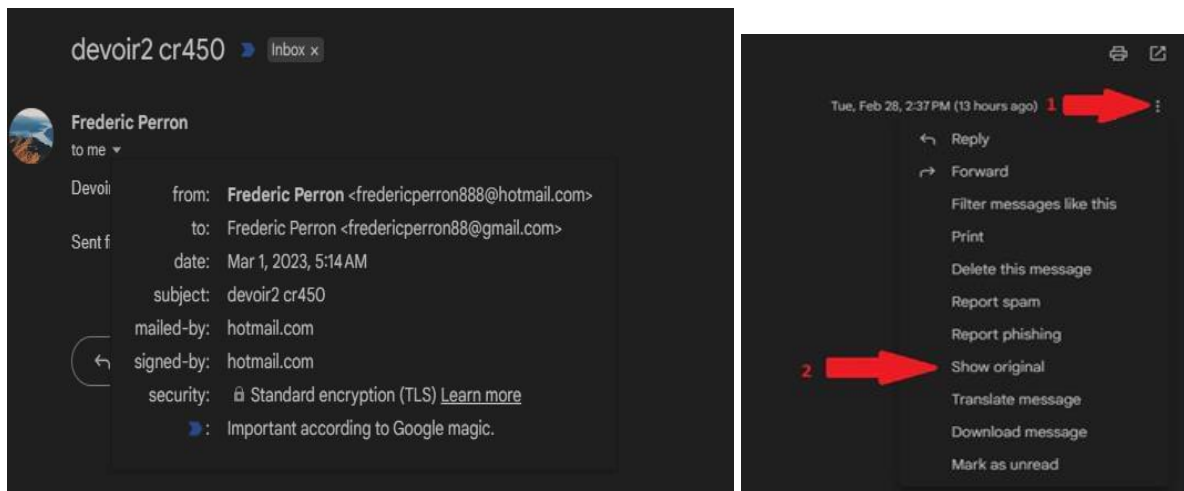 devoir2 cr450 Inbox x
Frederic Perron
to me
Devoi
from: Frederic Perron <fredericperron888@hotmail.com>
to: Frederic Perron <fredericperron88@gmail.com>
Sent f
date: Mar 1, 2023, 5:14 AM
subject: devoir2 cr450
mailed-by: hotmail.com
signed-by: hotmail.com
security: Standard encryption (TLS) Learn more
: Important according to Google magic.
Tue, Feb 28, 2:37 PM (13 hours ago) 1
Reply
Forward
Filter messages like this
Print
Delete this message
Report spam
Report phishing
2 Show original
Translate message
Download message
Mark as unread